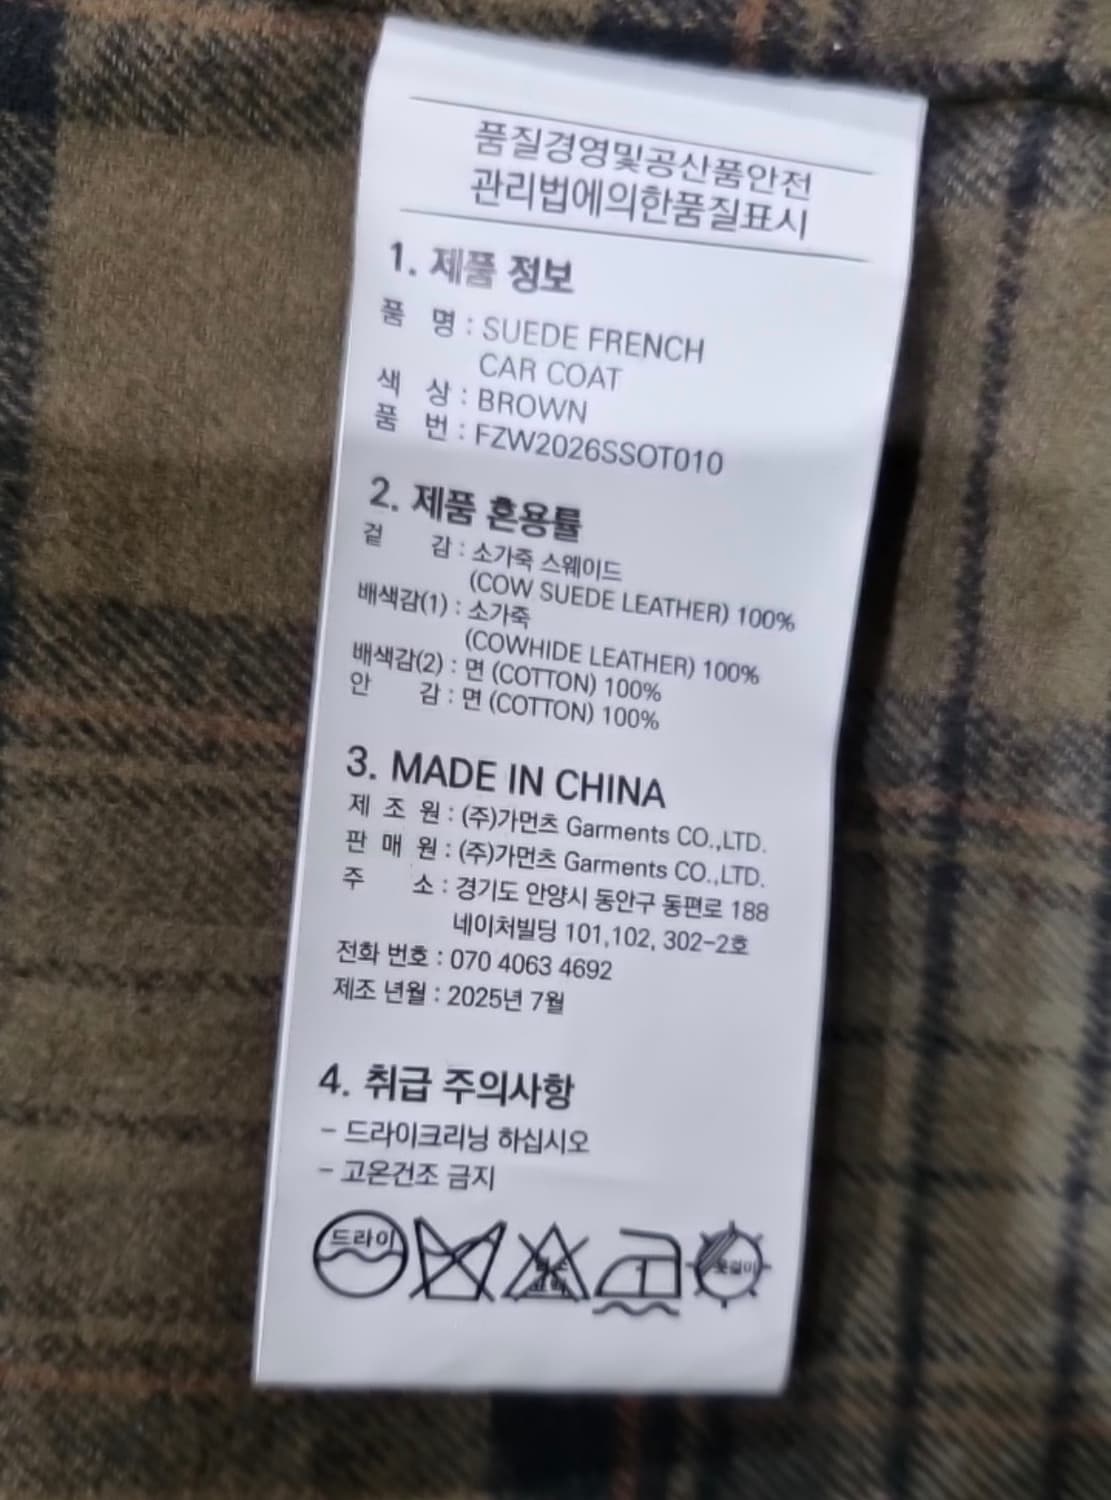 품질경영및공산품안전
관리법에의한품질표시
1. 제품 정보
품 명 : SUEDE FRENCH
CAR COAT
색 상 : BROWN
품 번 : FZW2026SSOT010
2. 제품 혼용률
겉 감 : 소가죽 스웨이드
(COW SUEDE LEATHER) 100%
배색감(1) : 소가죽
(COWHIDE LEATHER) 100%
배색감(2) : 면 (COTTON) 100%
안 감 : 면 (COTTON) 100%
3. MADE IN CHINA
제 조 원 : (주)가먼츠 Garments CO.,LTD.
판 매 원 : (주)가먼츠 Garments CO.,LTD.
주 소 : 경기도 안양시 동안구 동편로 188
네이처빌딩 101,102, 302-2호
전화 번호 : 070 4063 4692
제조 년월 : 2025년 7월
4. 취급 주의사항
- 드라이크리닝 하십시오
- 고온건조 금지
드라이
1
옷걸이